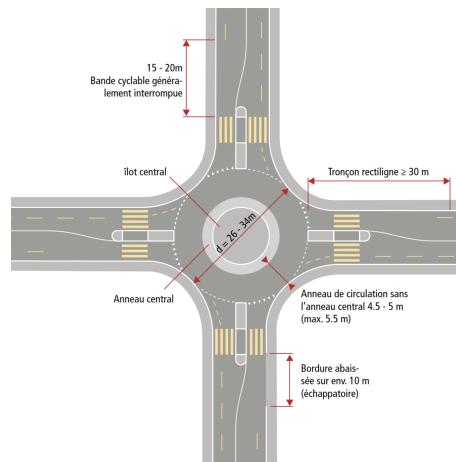 15 - 20m
Bande cyclable généra-
lement interrompue
îlot central
Tronçon rectiligne ≥ 30 m
d = 26 - 34m
Anneau central
Anneau de circulation sans
l'anneau central 4.5 - 5 m
(max. 5.5 m)
Bordure abais-
sée sur env. 10 m
(échappatoire)